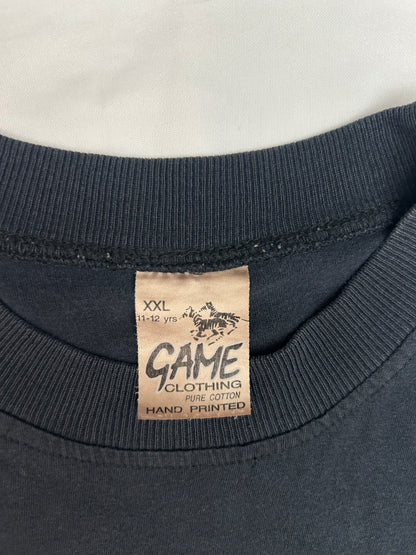 XXL
11-12 yrs
GAME
CLOTHING
PURE COTTON
HAND PRINTED